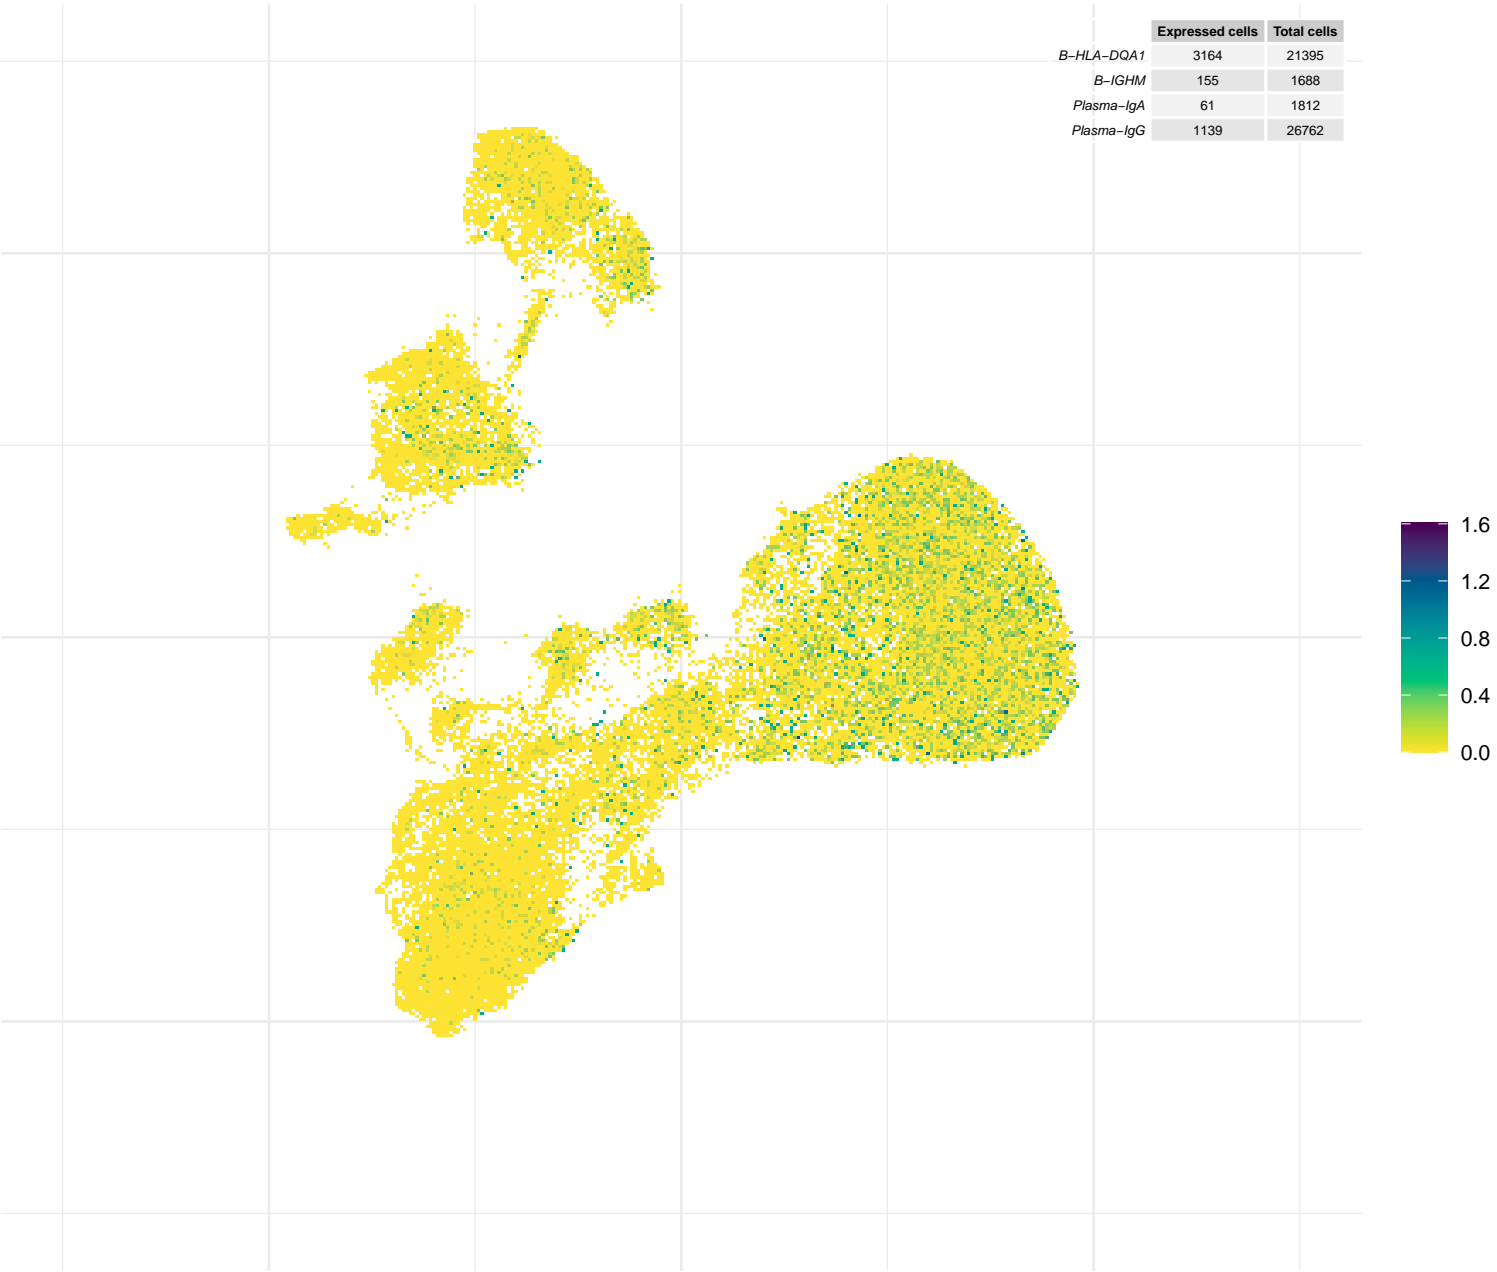 Expressed cells Total cells
B−HLA−DQA1 3164 21395
B−IGHM 155 1688
Plasma−IgA 61 1812
Plasma−IgG 1139 26762
1.6
1.2
0.8
0.4
0.0